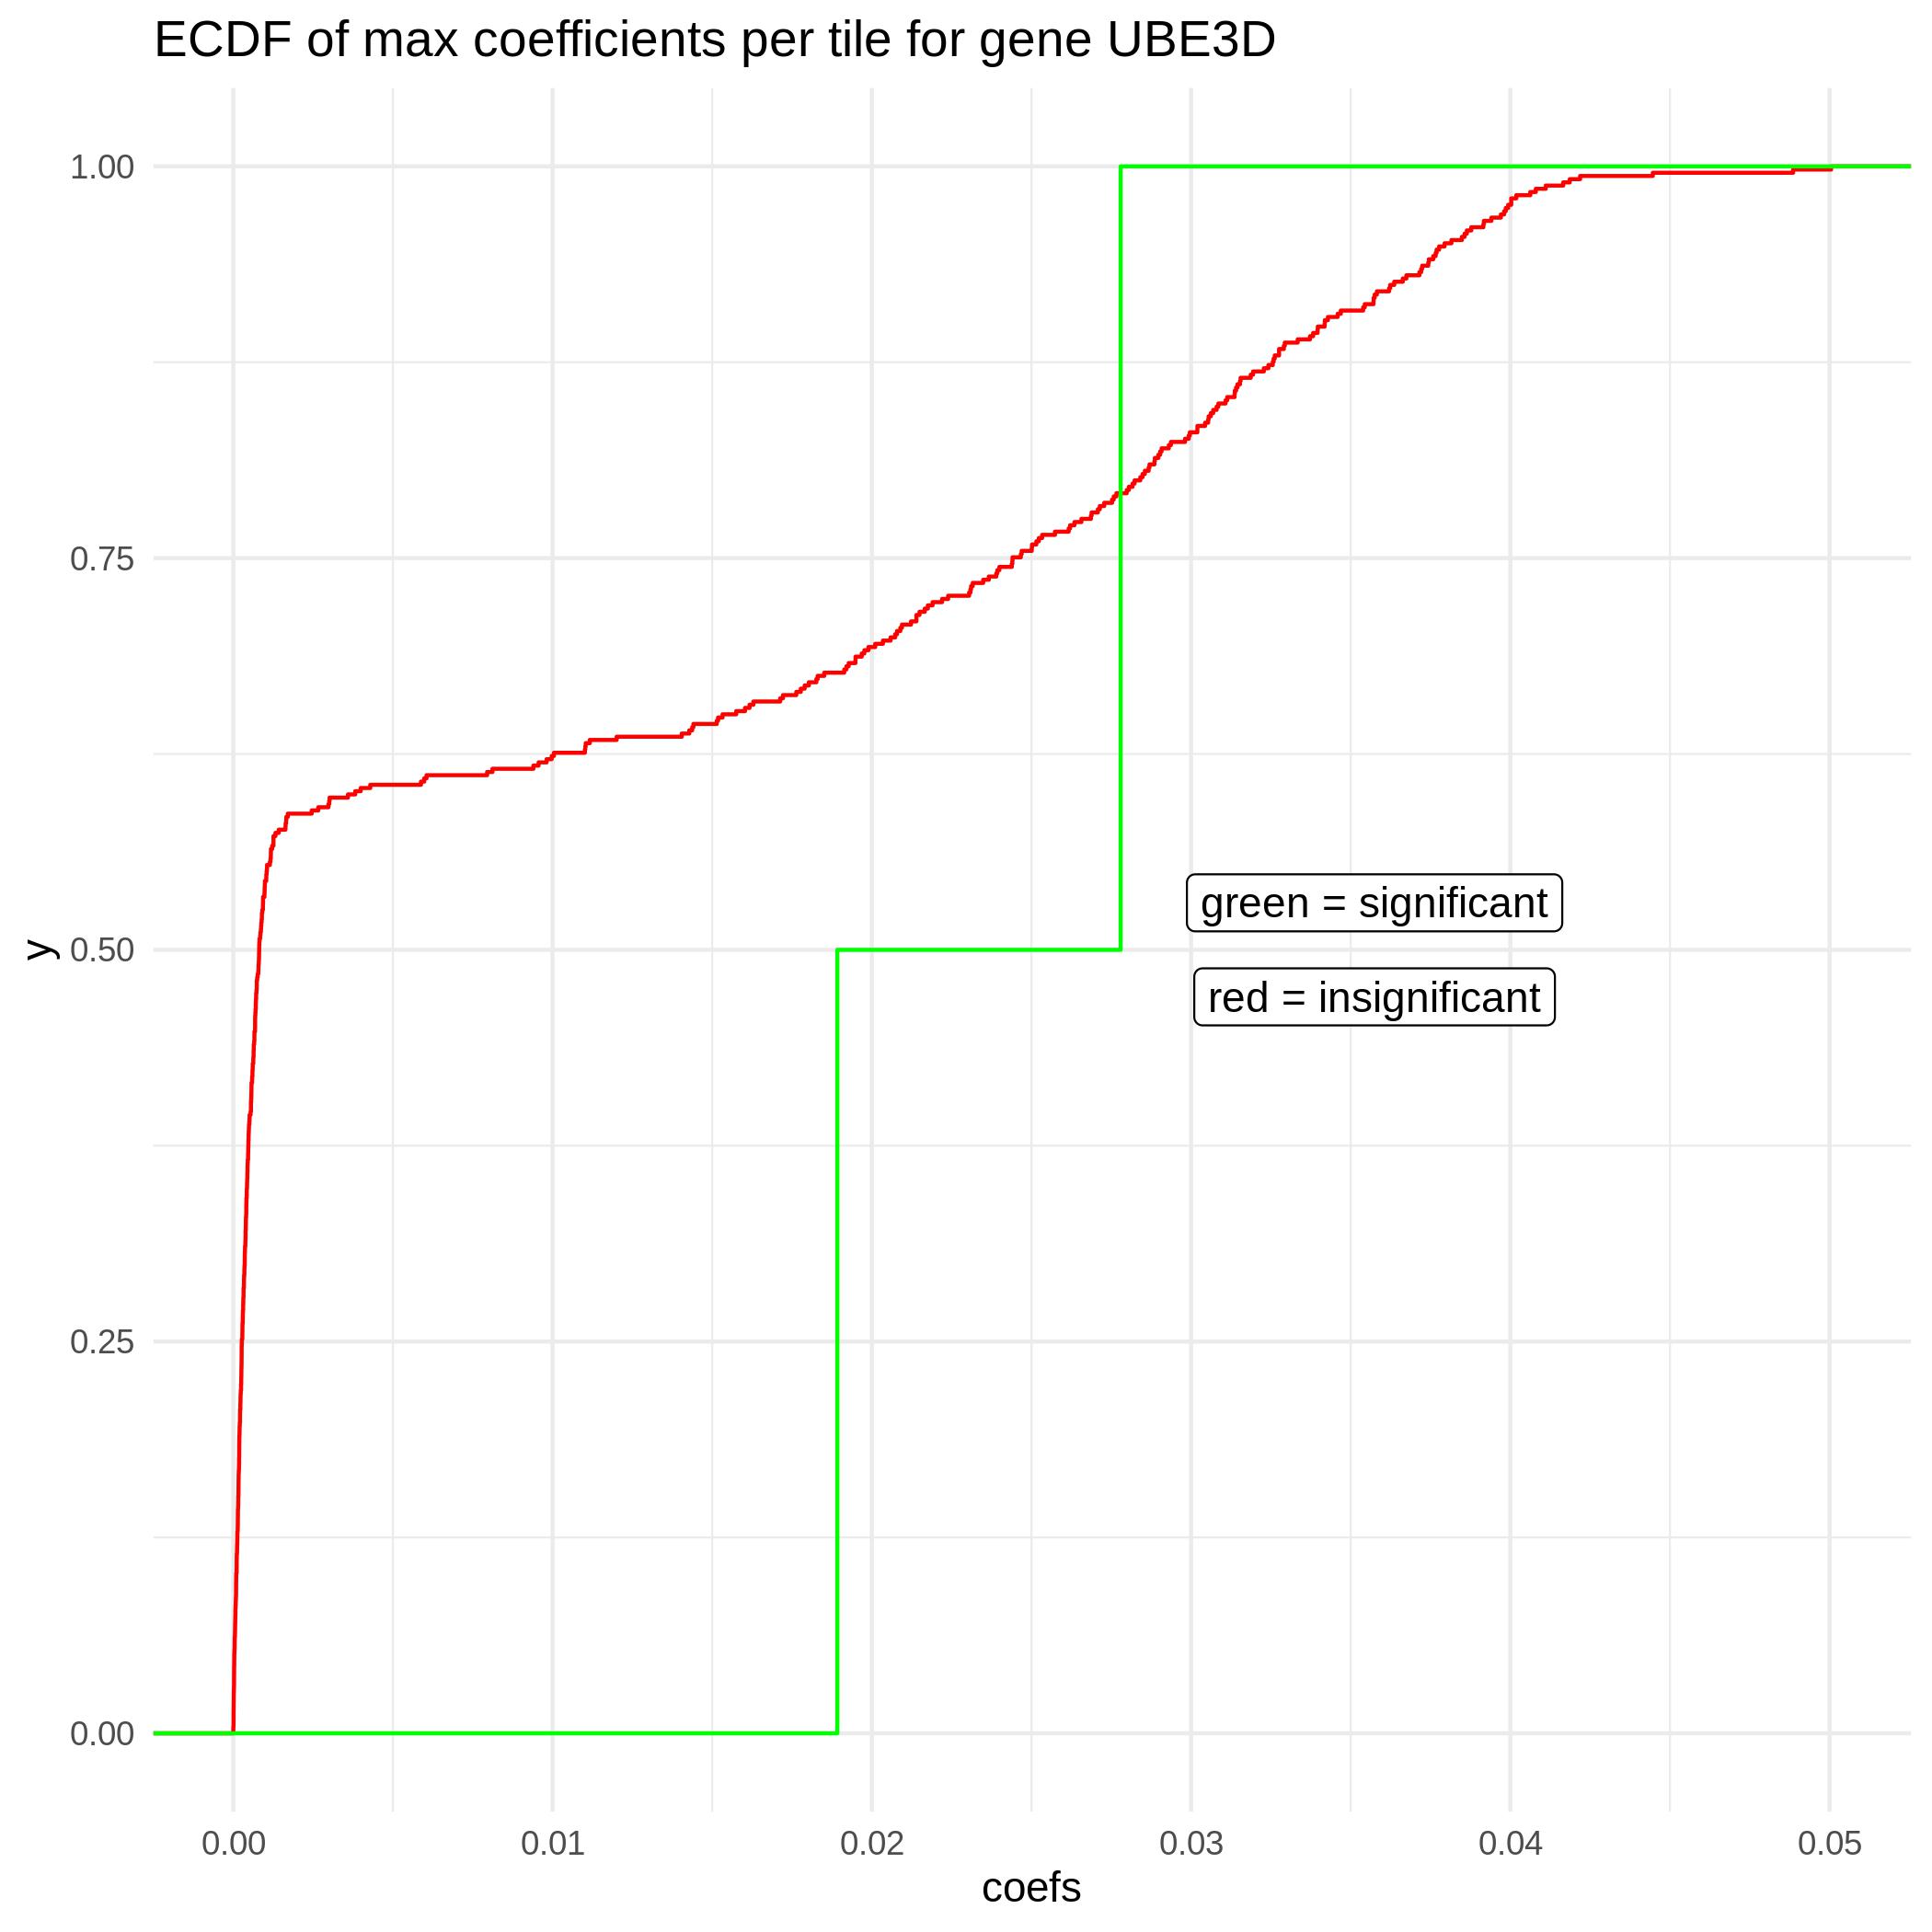 ECDF of max coefficients per tile for gene UBE3D
1.00
0.75
y
0.50
0.25
0.00
green = significant
red = insignificant
0.00 0.01 0.02 0.03 0.04 0.05
coefs